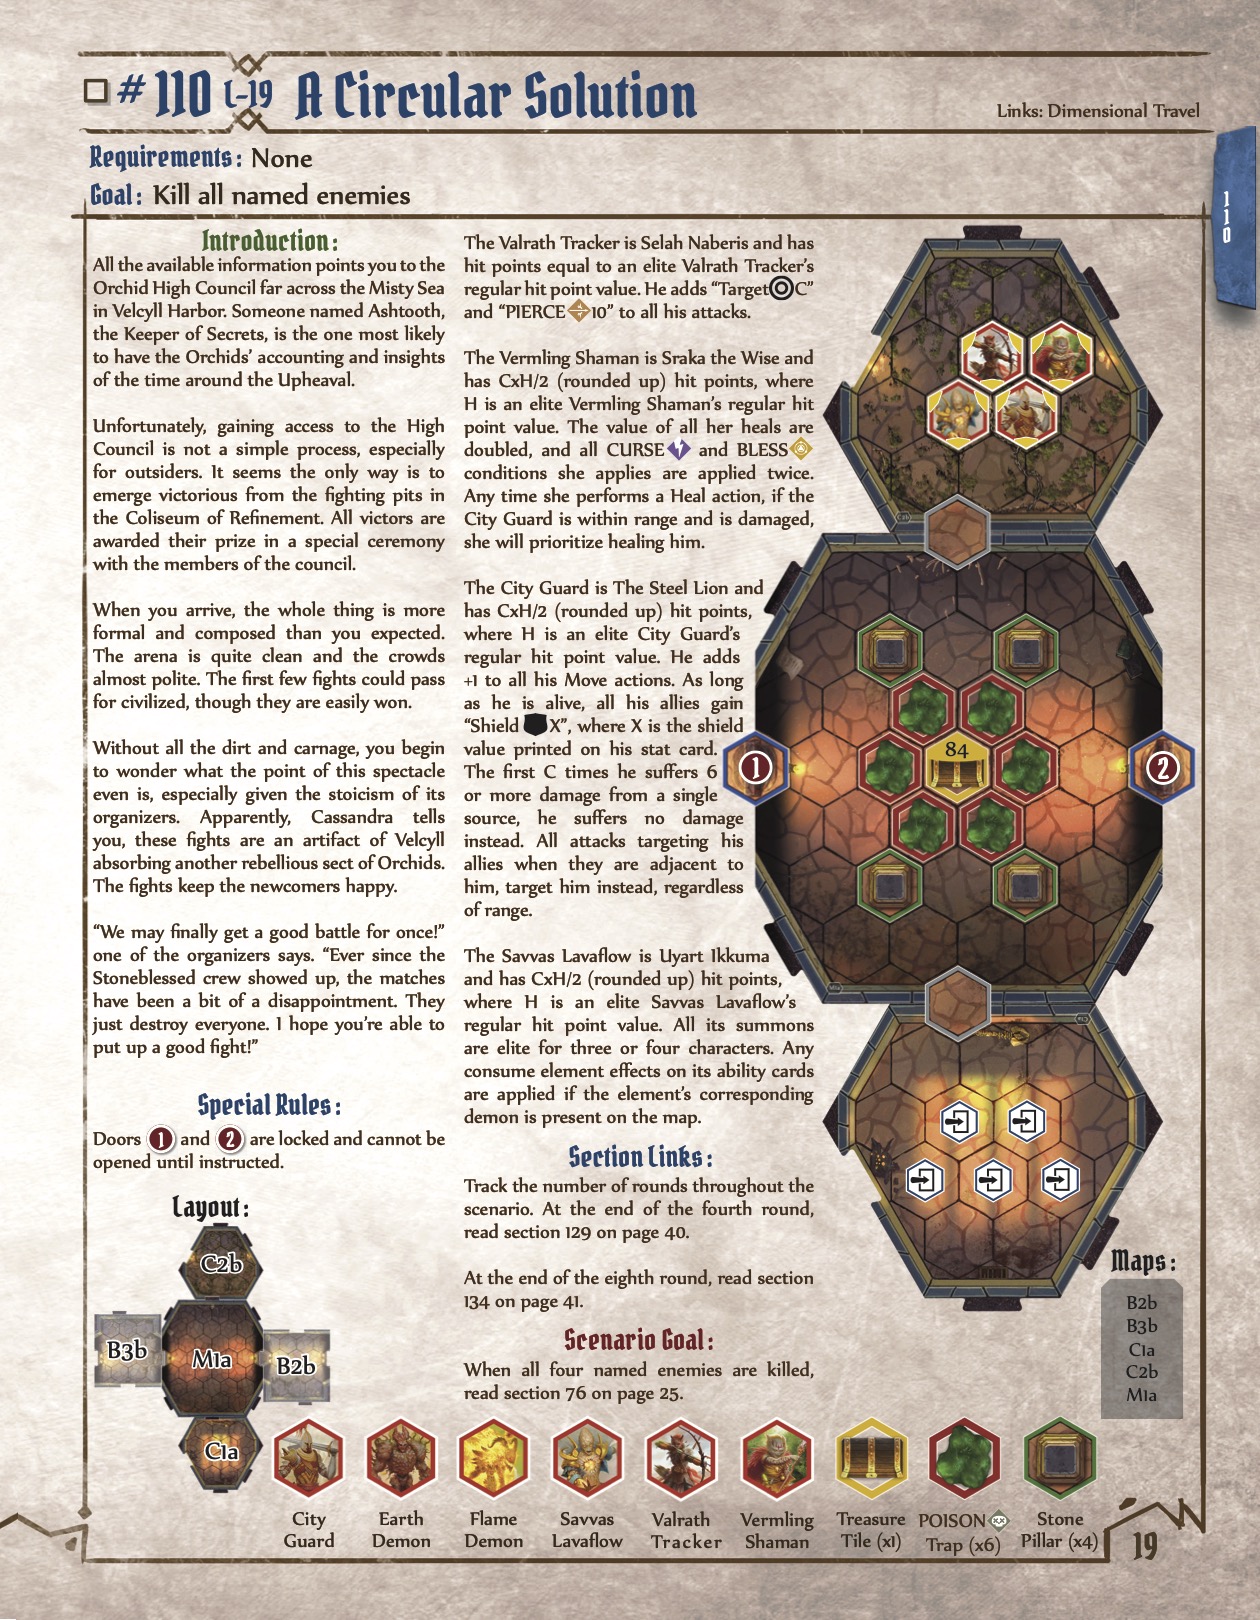 #110 L-19 A Circular Solution
Links: Dimensional Travel
Requirements: None
Goal: Kill all named enemies
110
Introduction:
All the available information points you to the
Orchid High Council far across the Misty Sea
in Velcyll Harbor. Someone named Ashtooth,
the Keeper of Secrets, is the one most likely
to have the Orchids’ accounting and insights
of the time around the Upheaval.
Unfortunately, gaining access to the High
Council is not a simple process, especially
for outsiders. It seems the only way is to
emerge victorious from the fighting pits in
the Coliseum of Refinement. All victors are
awarded their prize in a special ceremony
with the members of the council.
When you arrive, the whole thing is more
formal and composed than you expected.
The arena is quite clean and the crowds
almost polite. The first few fights could pass
for civilized, though they are easily won.
Without all the dirt and carnage, you begin
to wonder what the point of this spectacle
even is, especially given the stoicism of its
organizers. Apparently, Cassandra tells
you, these fights are an artifact of Velcyll
absorbing another rebellious sect of Orchids.
The fights keep the newcomers happy.
“We may finally get a good battle for once!”
one of the organizers says. “Ever since the
Stoneblessed crew showed up, the matches
have been a bit of a disappointment. They
just destroy everyone. I hope you’re able to
put up a good fight!”
Special Rules:
Doors 1 and 2 are locked and cannot be
opened until instructed.
Layout:
C2b
B3b
M1a
B2b
C1a
The Valrath Tracker is Selah Naberis and has
hit points equal to an elite Valrath Tracker’s
regular hit point value. He adds “Target C”
and “PIERCE 10” to all his attacks.
The Vermling Shaman is Sraka the Wise and
has CxH/2 (rounded up) hit points, where
H is an elite Vermling Shaman’s regular hit
point value. The value of all her heals are
doubled, and all CURSE and BLESS
conditions she applies are applied twice.
Any time she performs a Heal action, if the
City Guard is within range and is damaged,
she will prioritize healing him.
The City Guard is The Steel Lion and
has CxH/2 (rounded up) hit points,
where H is an elite City Guard’s
regular hit point value. He adds
+1 to all his Move actions. As long
as he is alive, all his allies gain
“Shield X”, where X is the shield
value printed on his stat card.
The first C times he suffers 6
or more damage from a single
source, he suffers no damage
instead. All attacks targeting his
allies when they are adjacent to
him, target him instead, regardless
of range.
The Savvas Lavaflow is Uyart Ikkuma
and has CxH/2 (rounded up) hit points,
where H is an elite Savvas Lavaflow’s
regular hit point value. All its summons
are elite for three or four characters. Any
consume element effects on its ability cards
are applied if the element’s corresponding
demon is present on the map.
Section Links:
Track the number of rounds throughout the
scenario. At the end of the fourth round,
read section 129 on page 40.
At the end of the eighth round, read section
134 on page 41.
Scenario Goal:
When all four named enemies are killed,
read section 76 on page 25.
84
1
2
Maps:
B2b
B3b
C1a
C2b
M1a
City
Guard
Earth
Demon
Flame
Demon
Savvas
Lavaflow
Valrath
Tracker
Vermling
Shaman
Treasure
Tile (x1)
POISON
Trap (x6)
Stone
Pillar (x4)
19